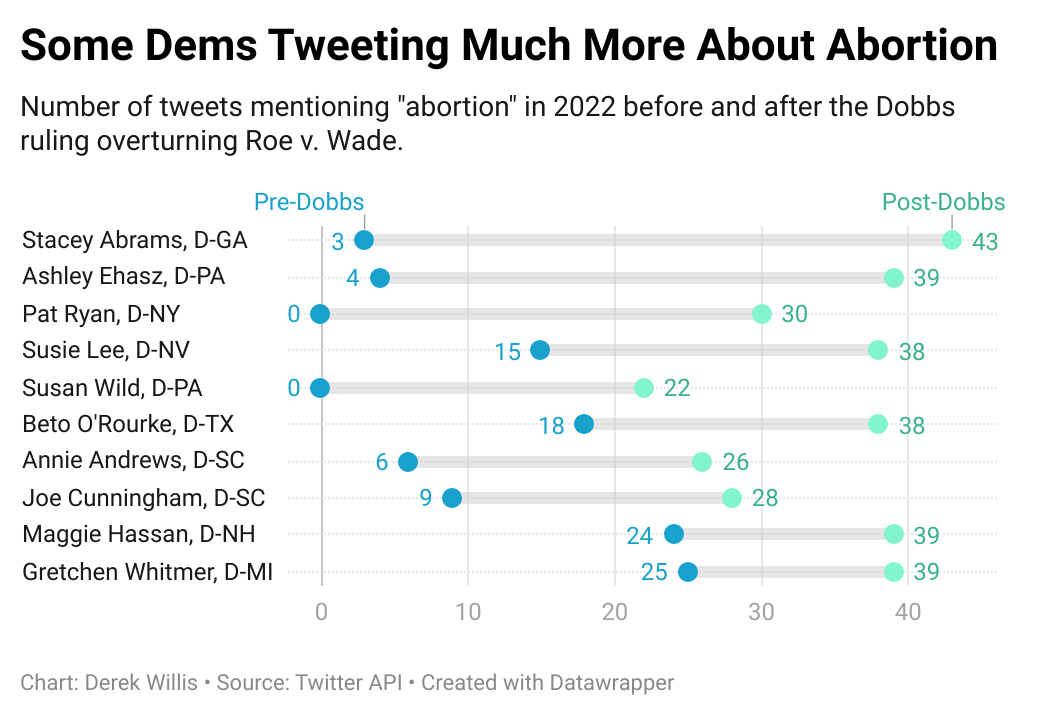 Some Dems Tweeting Much More About Abortion
Number of tweets mentioning "abortion" in 2022 before and after the Dobbs
ruling overturning Roe v. Wade.
Pre-Dobbs Post-Dobbs
Stacey Abrams, D-GA 3 43
Ashley Ehasz, D-PA 4 39
Pat Ryan, D-NY 0 30
Susie Lee, D-NV 15 38
Susan Wild, D-PA 0 22
Beto O'Rourke, D-TX 18 38
Annie Andrews, D-SC 6 26
Joe Cunningham, D-SC 9 28
Maggie Hassan, D-NH 24 39
Gretchen Whitmer, D-MI 25 39
0 10 20 30 40
Chart: Derek Willis • Source: Twitter API • Created with Datawrapper